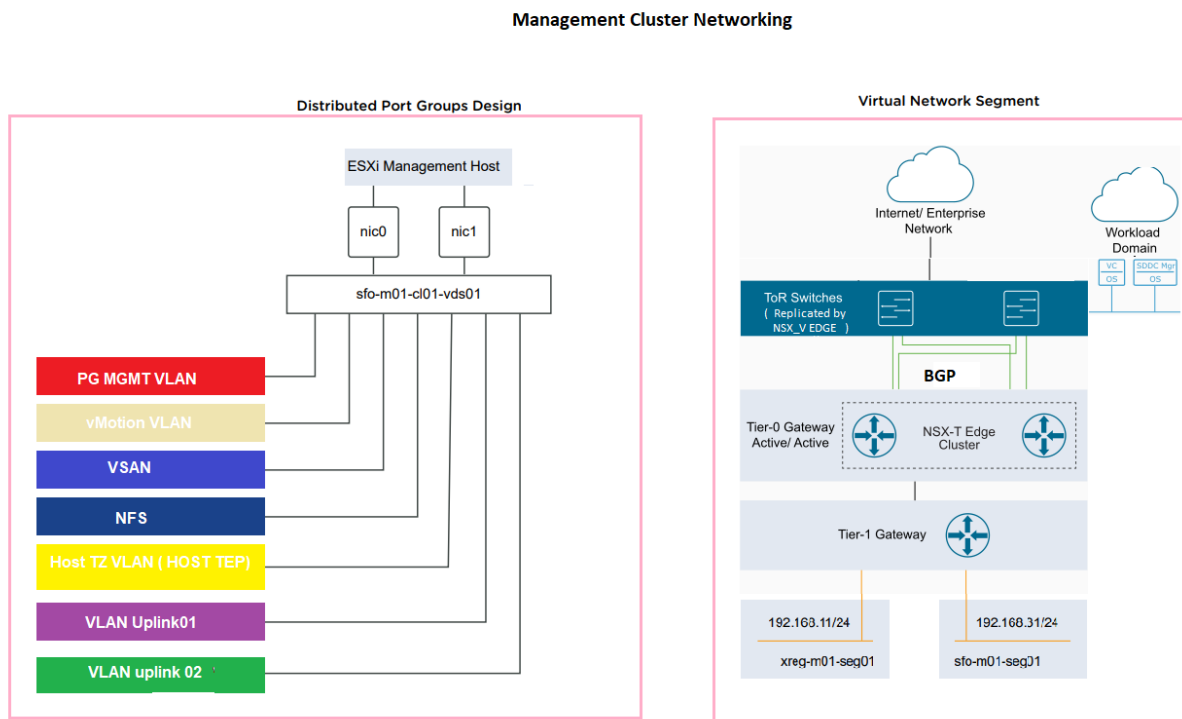 Management Cluster Networking
Distributed Port Groups Design
ESXi Management Host
nic0
nic1
sfo-m01-cl01-vds01
PG MGMT VLAN
vMotion VLAN
VSAN
NFS
Host TZ VLAN ( HOST TEP)
VLAN Uplink01
VLAN uplink 02
Virtual Network Segment
Internet/ Enterprise
Network
Workload
Domain
VC
OS
SDDC Mgr
OS
ToR Switches
( Replicated by
NSX_V EDGE )
BGP
Tier-0 Gateway
Active/ Active
NSX-T Edge
Cluster
Tier-1 Gateway
192.168.11/24
xreg-m01-seg01
192.168.31/24
sfo-m01-seg01